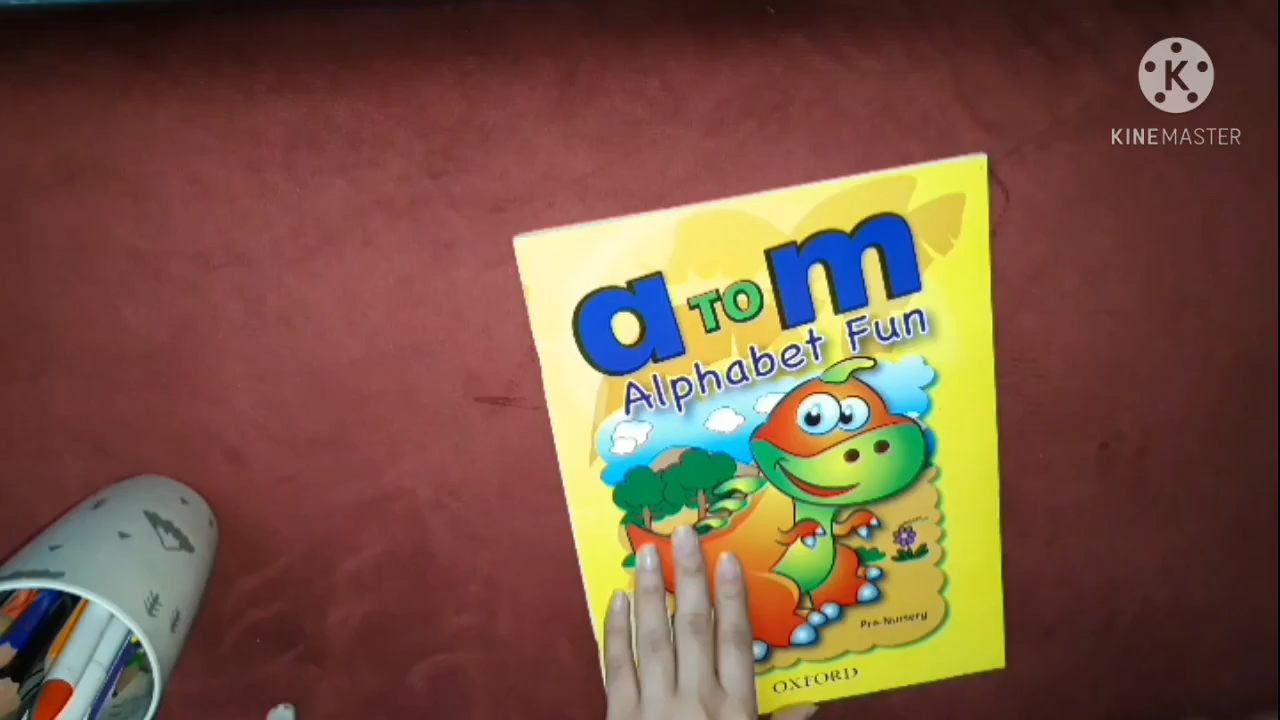 K
KINEMASTER
a TO m
Alphabet Fun
Pre-Nursery
OXFORD